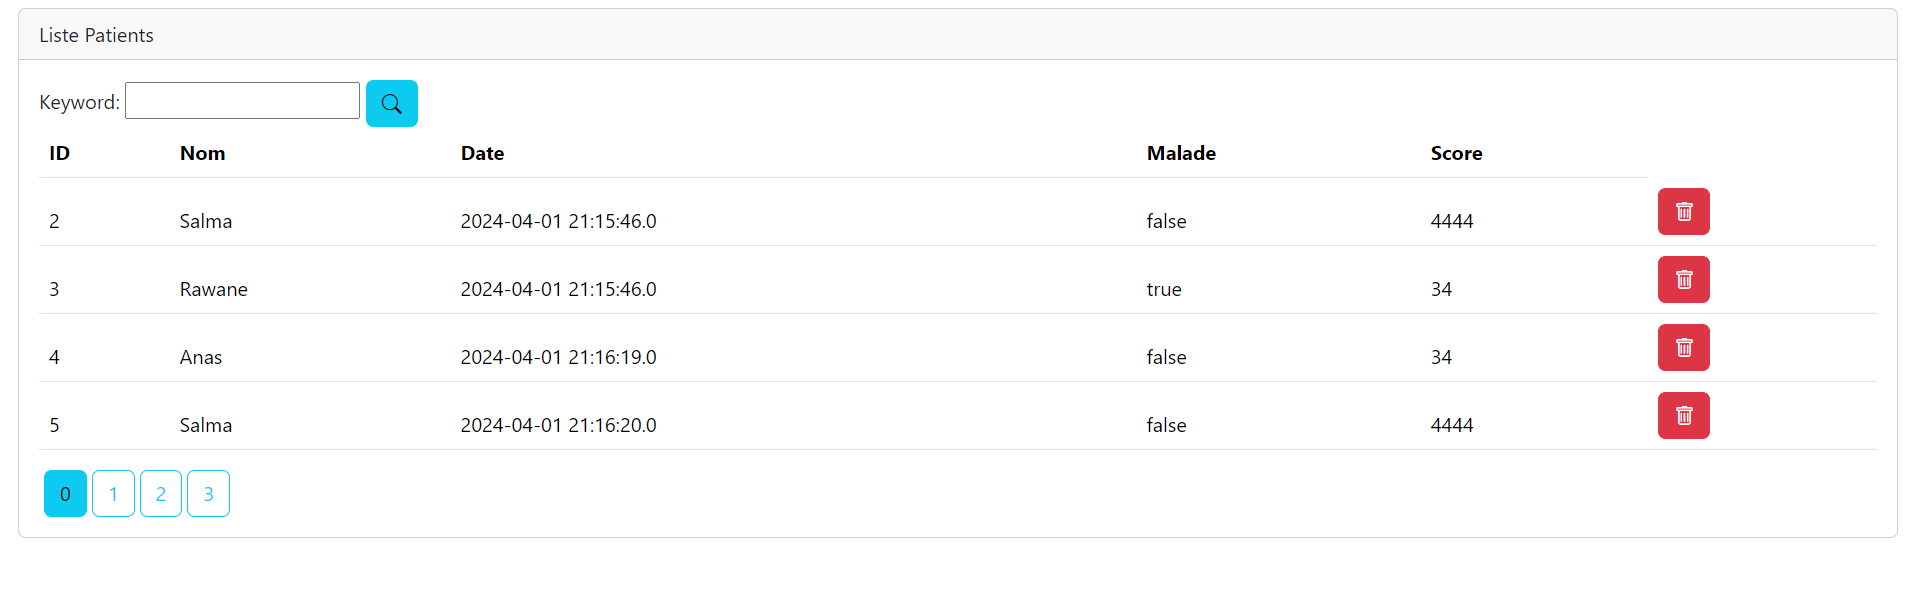 Liste Patients
Keyword:
ID Nom Date Malade Score
2 Salma 2024-04-01 21:15:46.0 false 4444
3 Rawane 2024-04-01 21:15:46.0 true 34
4 Anas 2024-04-01 21:16:19.0 false 34
5 Salma 2024-04-01 21:16:20.0 false 4444
0 1 2 3